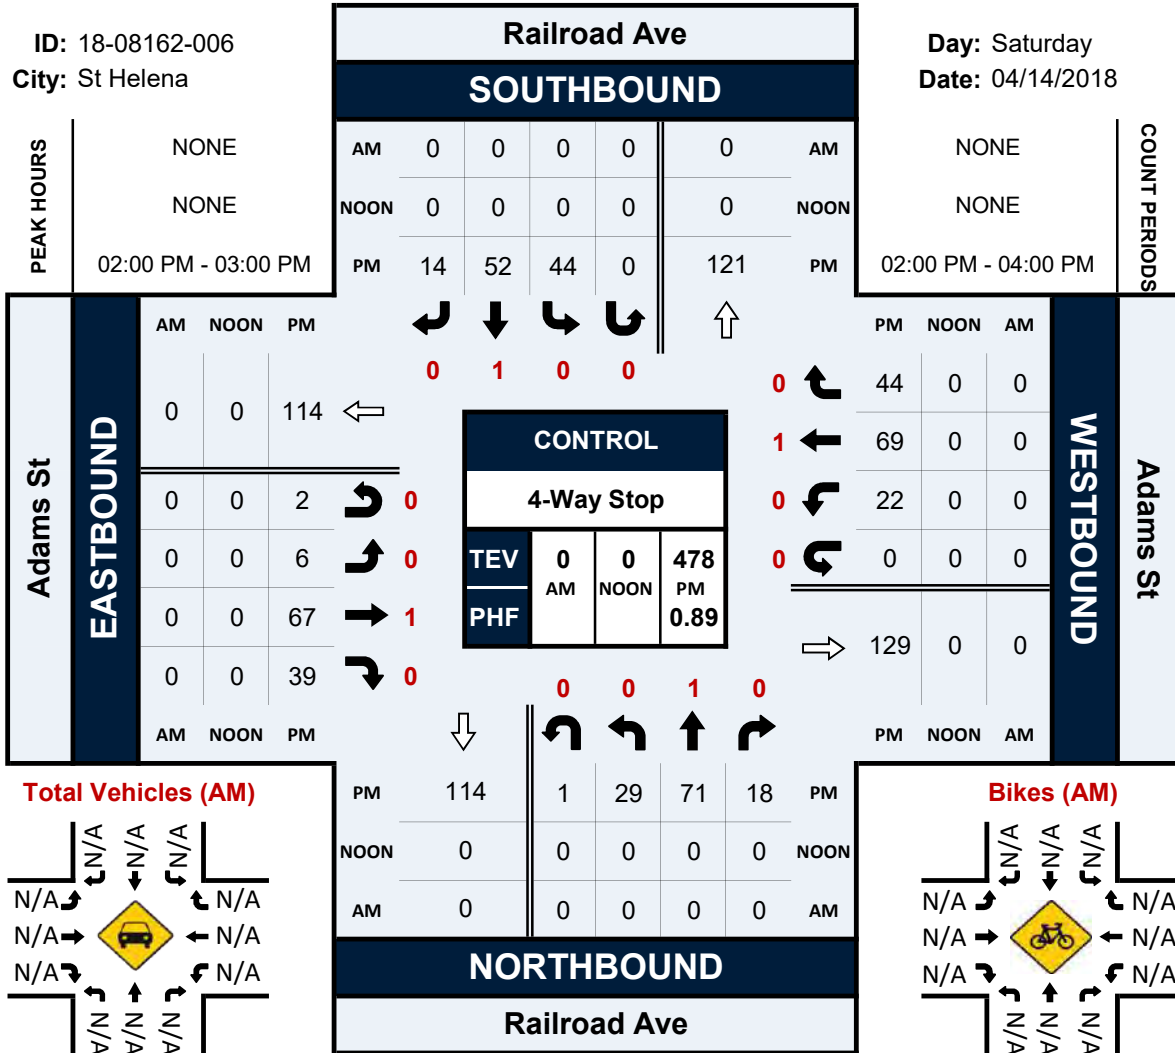 Railroad Ave
SOUTHBOUND
ID: 18-08162-006
City: St Helena
Day: Saturday
Date: 04/14/2018
PEAK HOURS
NONE
NONE
02:00 PM - 03:00 PM
AM 0 0 0 0 0 AM
NOON 0 0 0 0 0 NOON
PM 14 52 44 0 121 PM
NONE
NONE
02:00 PM - 04:00 PM
COUNT PERIODS
0 1 0 0
Adams St
EASTBOUND
AM NOON PM
0 0 114
0 0 2 0
0 0 6 0
0 0 67 1
0 0 39 0
AM NOON PM
CONTROL
4-Way Stop
TEV 0 0 478
AM NOON PM
PHF 0.89
PM NOON AM
0 44 0 0
1 69 0 0
0 22 0 0
0 0 0 0
129 0 0
PM NOON AM
WESTBOUND
Adams St
0 0 1 0
PM 114 1 29 71 18 PM
NOON 0 0 0 0 0 NOON
AM 0 0 0 0 0 AM
NORTHBOUND
Railroad Ave
Total Vehicles (AM)
N/A N/A N/A
N/A N/A
N/A N/A
N/A N/A
N/A N/A N/A
Bikes (AM)
N/A N/A N/A
N/A N/A
N/A N/A
N/A N/A
N/A N/A N/A